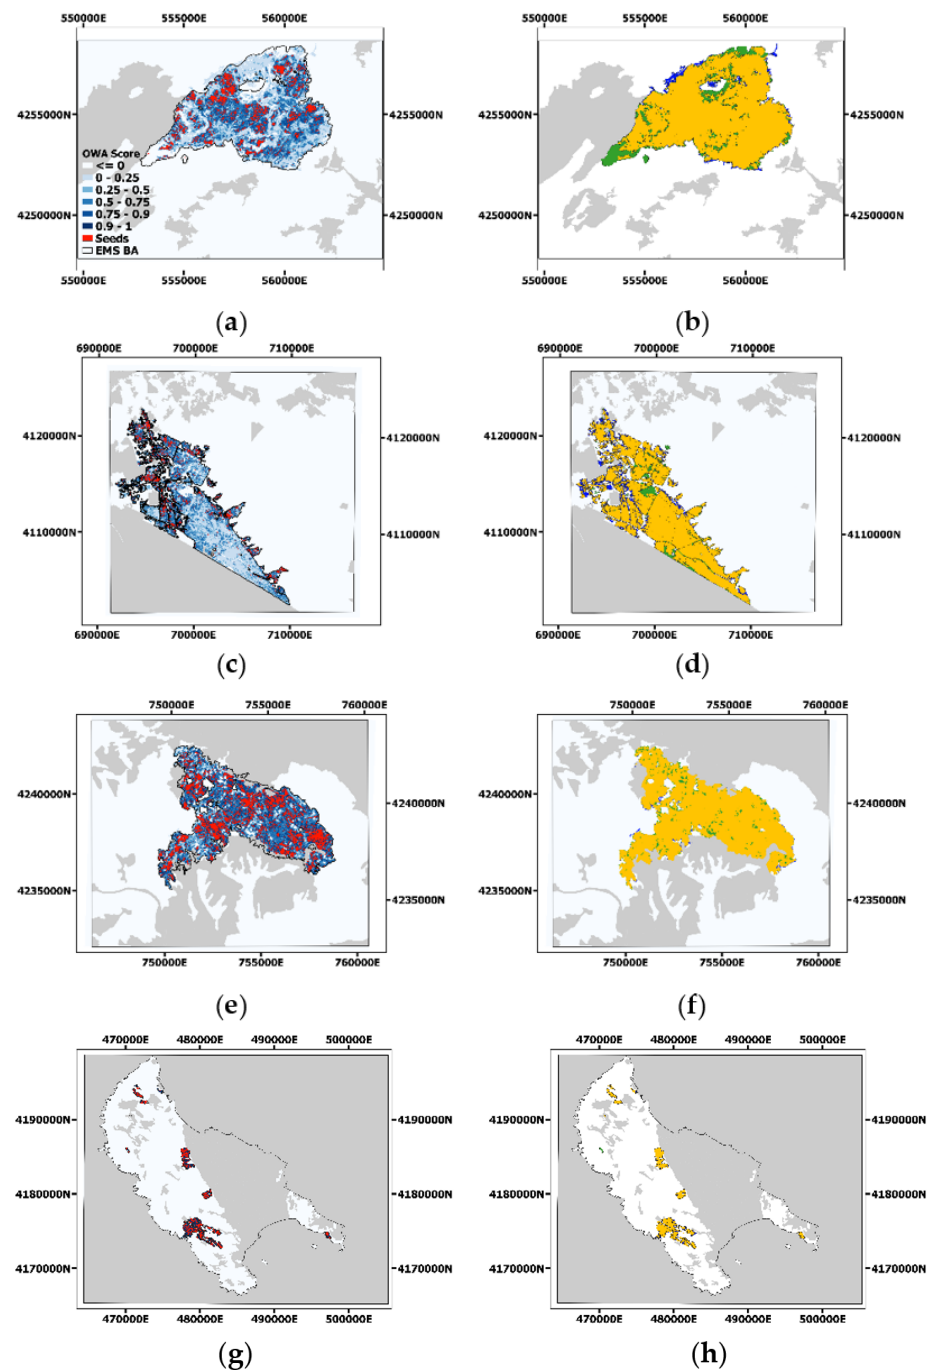 550000E 555000E 560000E 550000E 555000E 560000E
4255000N 4255000N 4255000N
OWA Score
<= 0
0 - 0.25
0.25 - 0.5
0.5 - 0.75
0.75 - 0.9
0.9 - 1
Seeds
EMS BA
4250000N 4250000N 4250000N
550000E 555000E 560000E 550000E 555000E 560000E
(a) (b)
690000E 700000E 710000E 690000E 700000E 710000E
4120000N 4120000N 4120000N 4120000N
4110000N 4110000N 4110000N 4110000N
690000E 700000E 710000E 690000E 700000E 710000E
(c) (d)
750000E 755000E 760000E 750000E 755000E 760000E
4240000N 4240000N 4240000N 4240000N
4235000N 4235000N 4235000N 4235000N
750000E 755000E 760000E 750000E 755000E 760000E
(e) (f)
470000E 480000E 490000E 500000E 470000E 480000E 490000E 500000E
4190000N 4190000N 4190000N 4190000N
4180000N 4180000N 4180000N 4180000N
4170000N 4170000N 4170000N 4170000N
470000E 480000E 490000E 500000E 470000E 480000E 490000E 500000E
(g) (h)